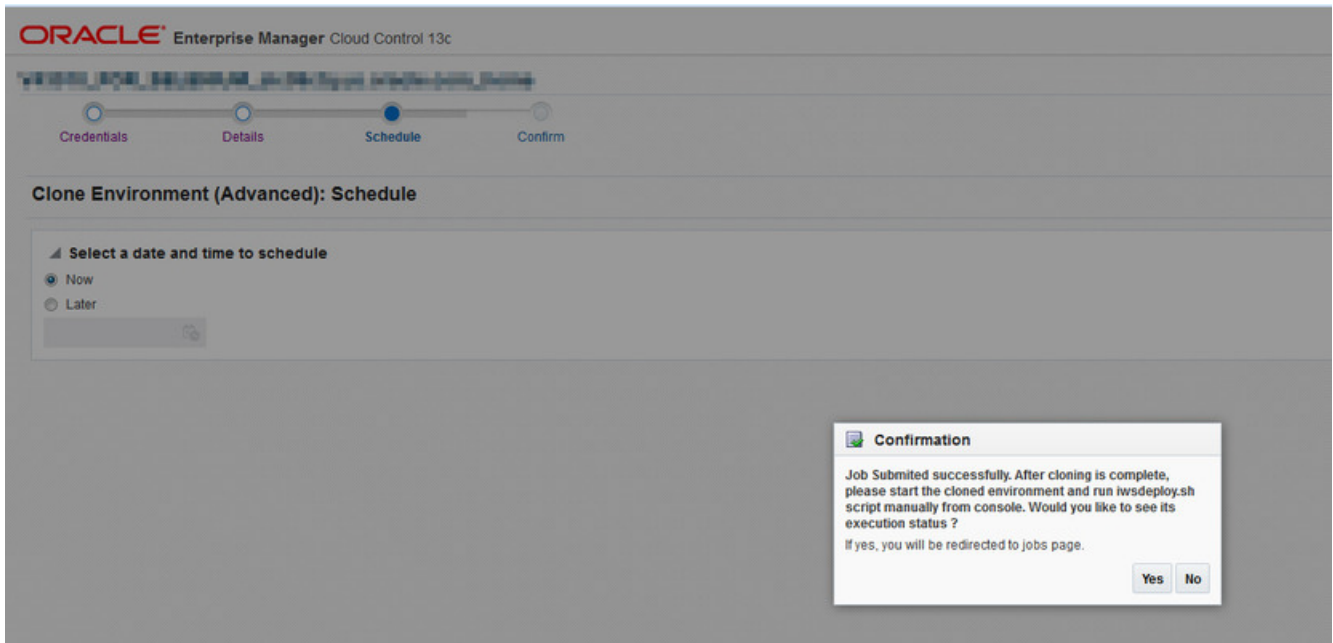 ORACLE Enterprise Manager Cloud Control 13c
Credentials Details Schedule Confirm
Clone Environment (Advanced): Schedule
Select a date and time to schedule
Now
Later
Confirmation
Job Submited successfully. After cloning is complete,
please start the cloned environment and run iwsdeploy.sh
script manually from console. Would you like to see its
execution status ?
If yes, you will be redirected to jobs page.
Yes No